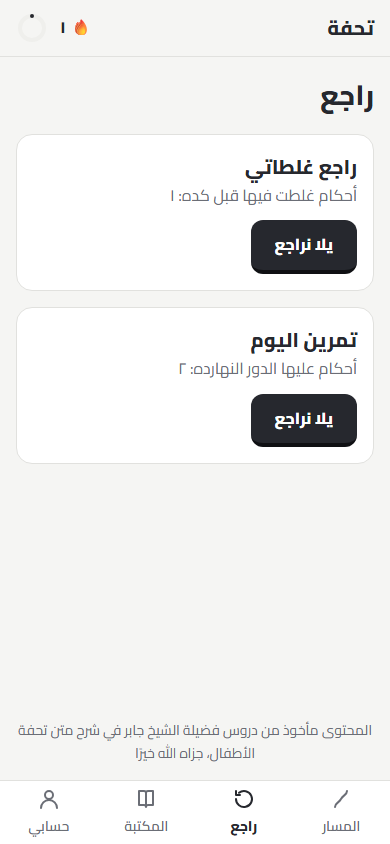 تحفة
🔥 ١
راجع
راجع غلطاتي
أحكام غلطت فيها قبل كده: ١
يلا نراجع
تمرين اليوم
أحكام عليها الدور النهارده: ٢
يلا نراجع
المحتوى مأخوذ من دروس فضيلة الشيخ جابر في شرح متن تحفة
الأطفال، جزاه الله خيرًا
المسار
راجع
المكتبة
حسابي